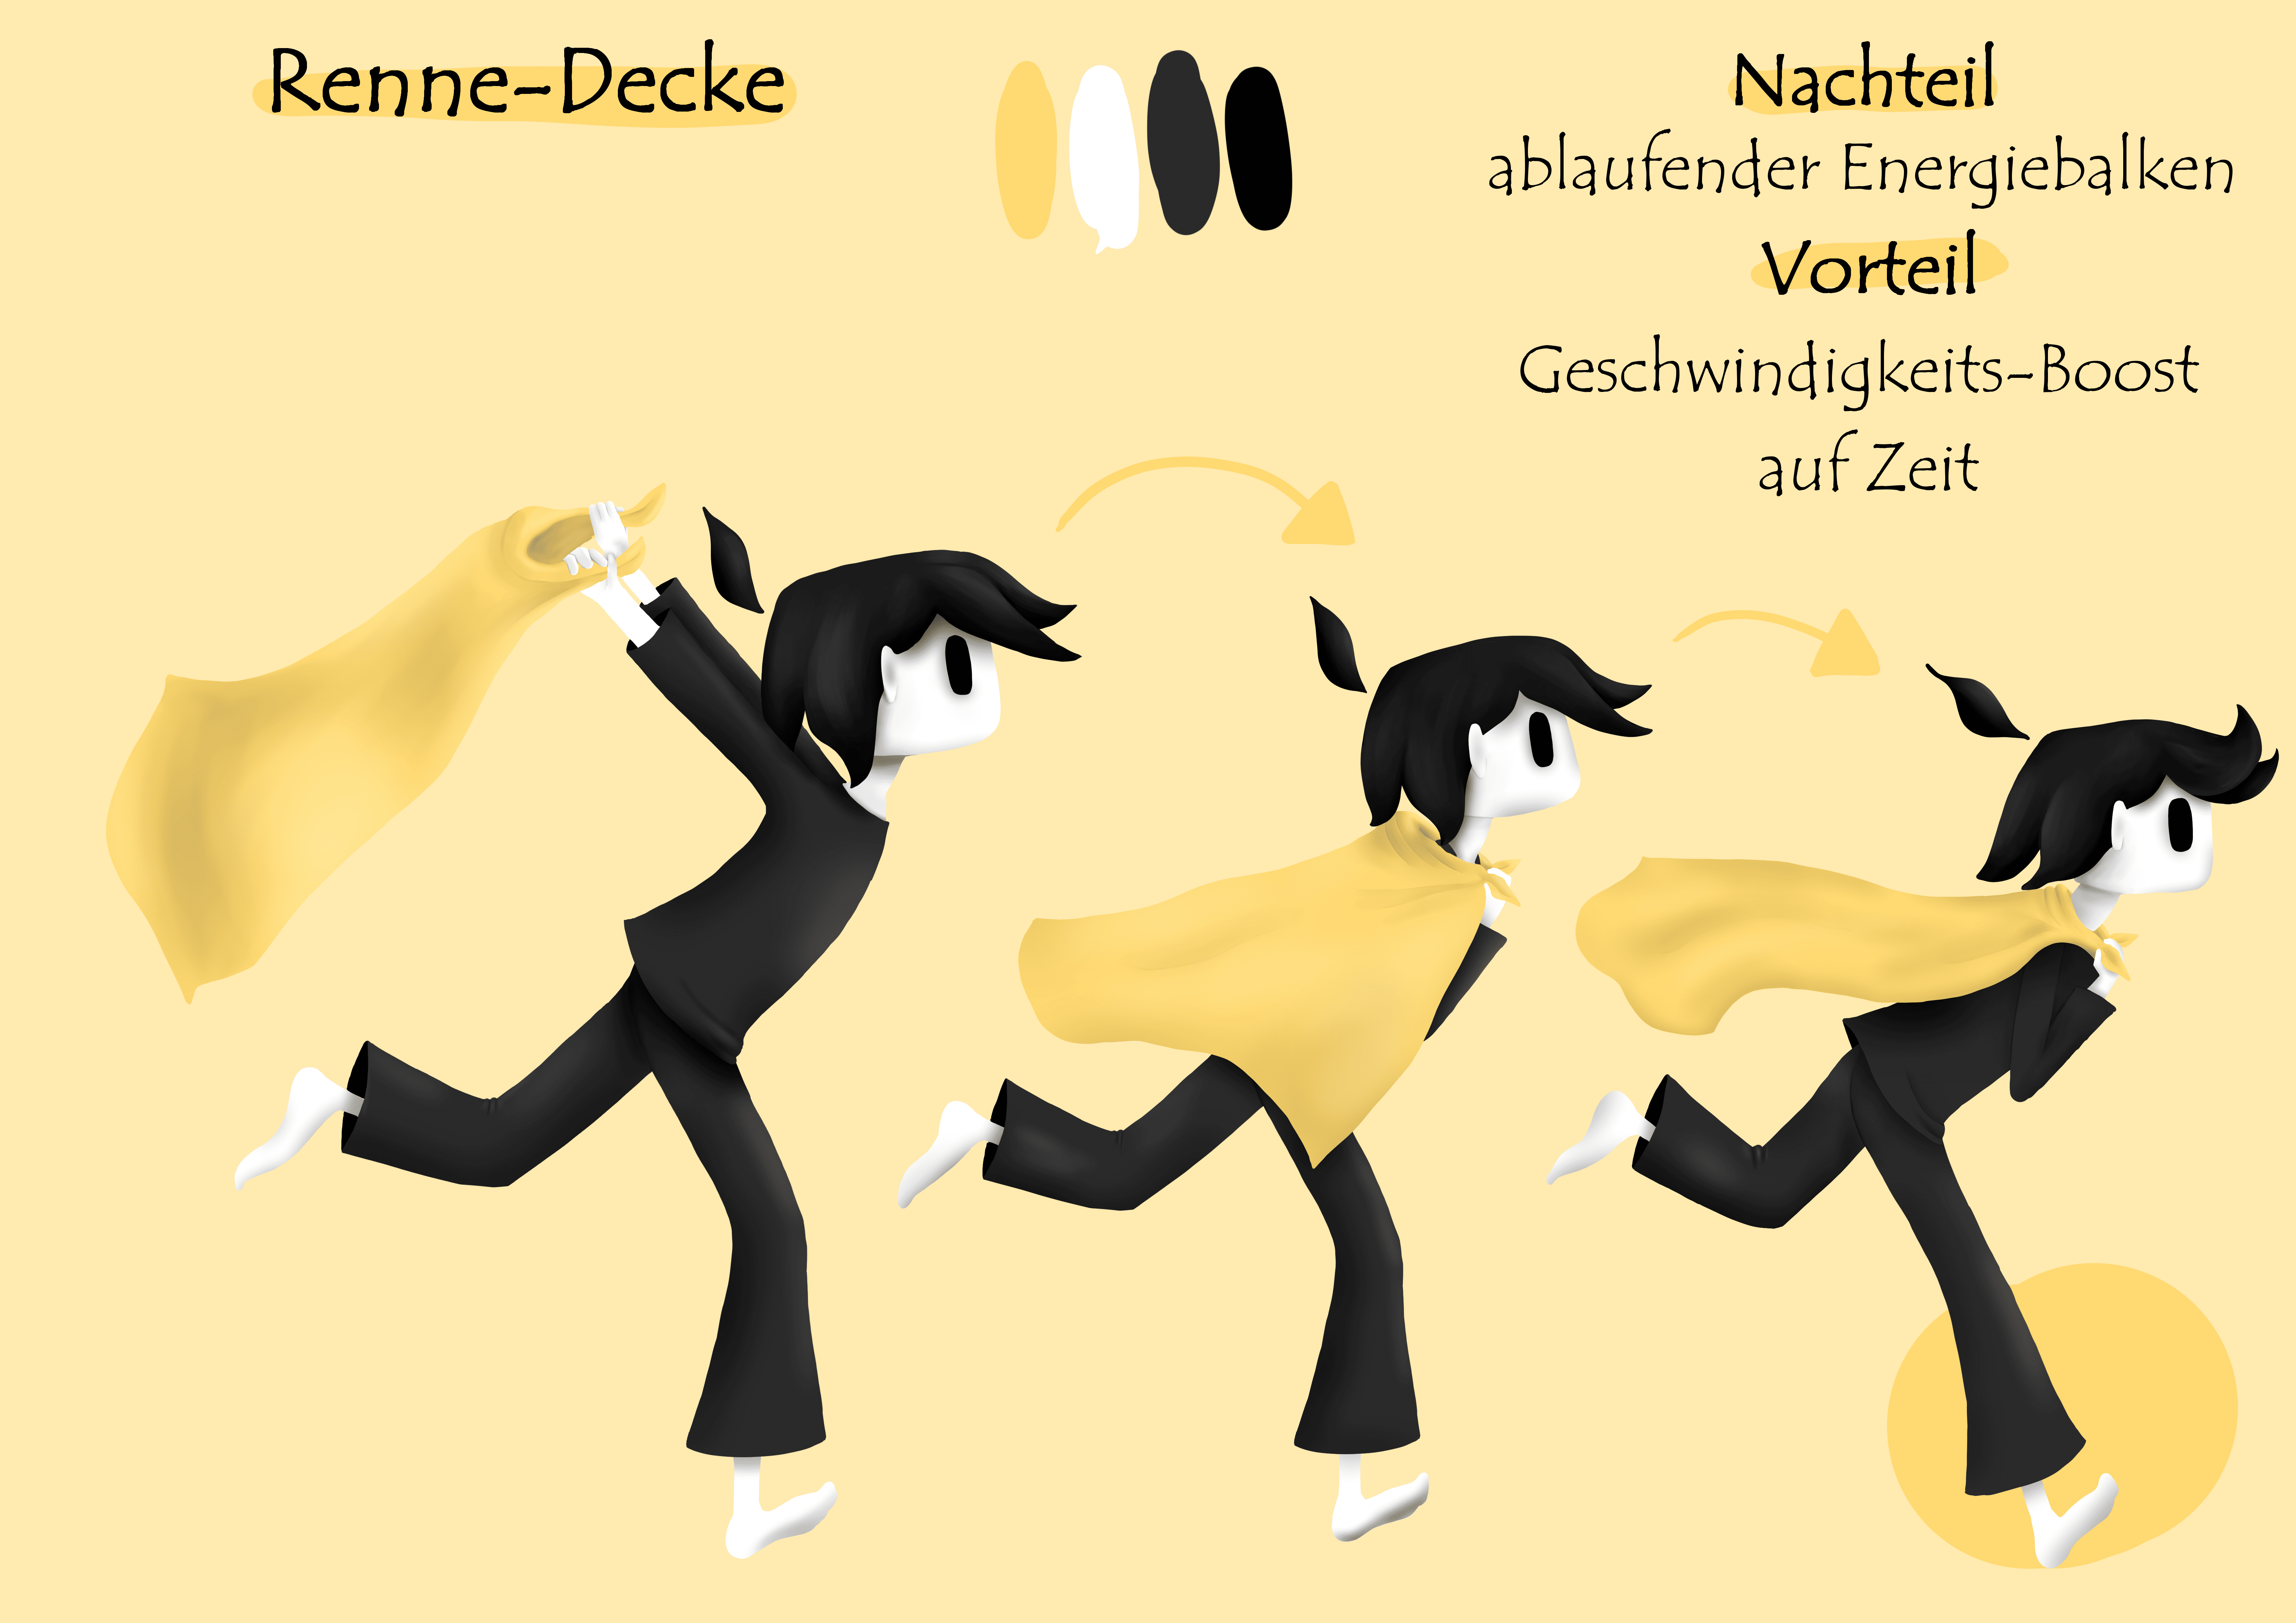 Renne-Decke
Nachteil
ablaufender Energiebalken
Vorteil
Geschwindigkeits-Boost
auf Zeit